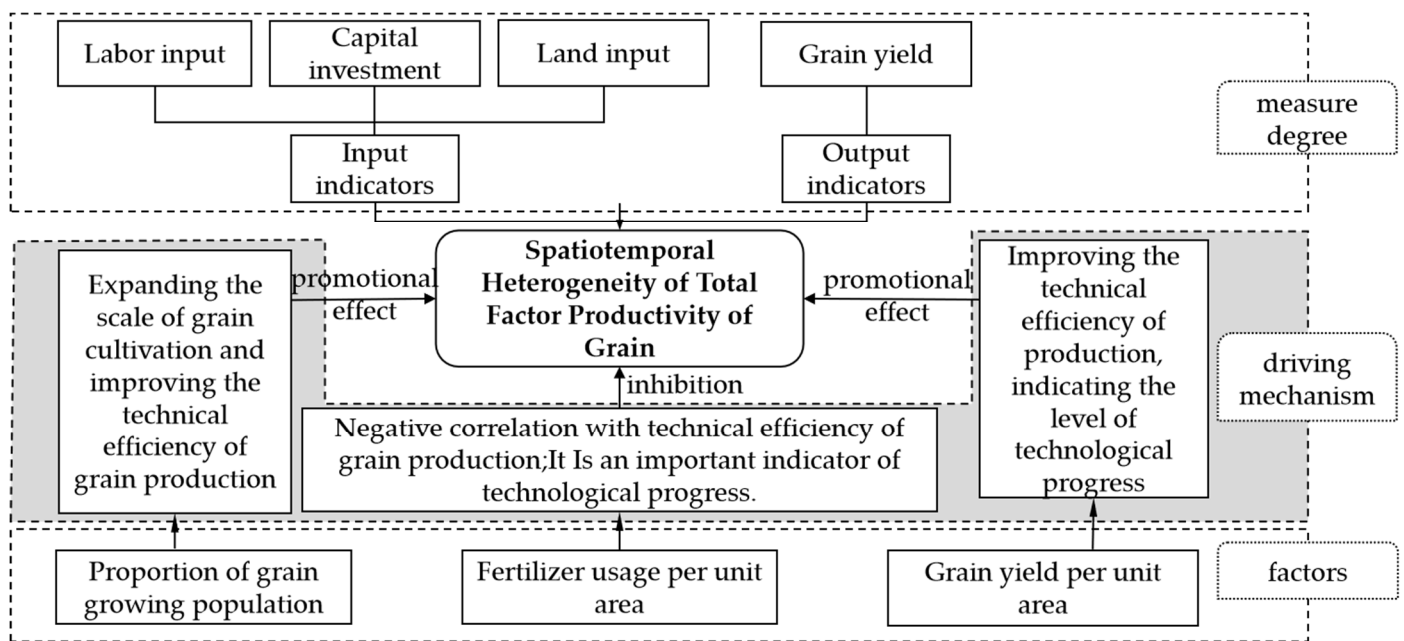 Labor input
Capital
investment
Land input
Grain yield
measure
degree
Input
indicators
Output
indicators
Spatiotemporal
Heterogeneity of Total
Factor Productivity of
Grain
Expanding the
scale of grain
cultivation and
improving the
technical
efficiency of
grain production
promotional
effect
promotional
effect
Improving the
technical
efficiency of
production,
indicating the
level of
technological
progress
driving
mechanism
inhibition
Negative correlation with technical efficiency of
grain production;It Is an important indicator of
technological progress.
Proportion of grain
growing population
Fertilizer usage per unit
area
Grain yield per unit
area
factors